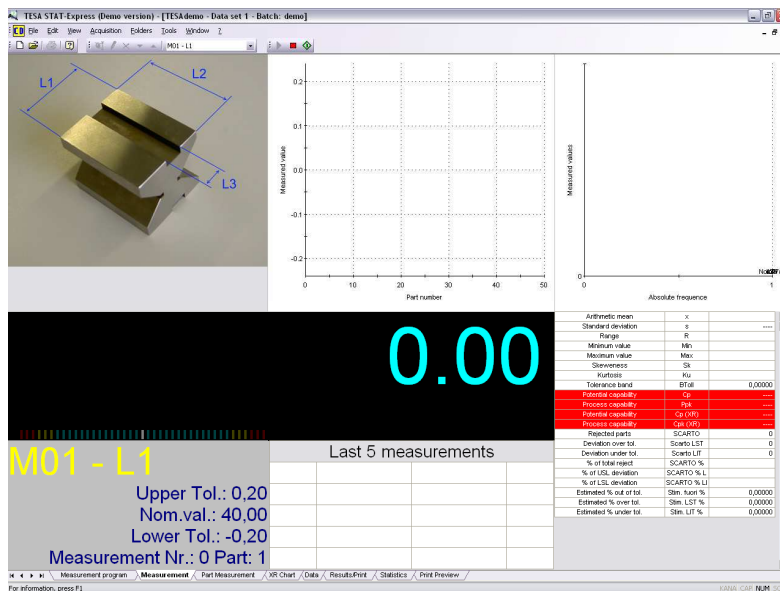 TESA STAT-Express (Demo version) - [TESAdemo - Data set 1 - Batch: demo]
File Edit View Acquisition Folders Tools Window ?
M01 - L1
L1
L2
L3
Measured value
0.2
0.1
0.0
-0.1
-0.2
0 10 20 30 40 50
Part number
Measured values
0
0 1
Absolute frequence
0.00
Arithmetic mean x
Standard deviation s ----
Range R
Minimum value Min
Maximum value Max
Skeweness Sk
Kurtosis Ku
Tolerance band BToll 0,00000
Potential capability Cp ----
Process capability Ppk ----
Potential capability Cp (XR) ----
Process capability Cpk (XR) ----
Rejected parts SCARTO 0
Deviation over tol. Scarto LST 0
Deviation under tol. Scarto LIT 0
% of total reject SCARTO %
% of USL deviation SCARTO % L
% of LSL deviation SCARTO % LI
Estimated % out of tol. Stim. fuori % 0,00000
Estimated % over tol. Stim. LST % 0,00000
Estimated % under tol. Stim. LIT % 0,00000
M01 - L1
Upper Tol.: 0,20
Nom.val.: 40,00
Lower Tol.: -0,20
Measurement Nr.: 0 Part: 1
Last 5 measurements
Measurement program Measurement Part Measurement XR Chart Data Results/Print Statistics Print Preview
For information, press F1
KANA CAP NUM